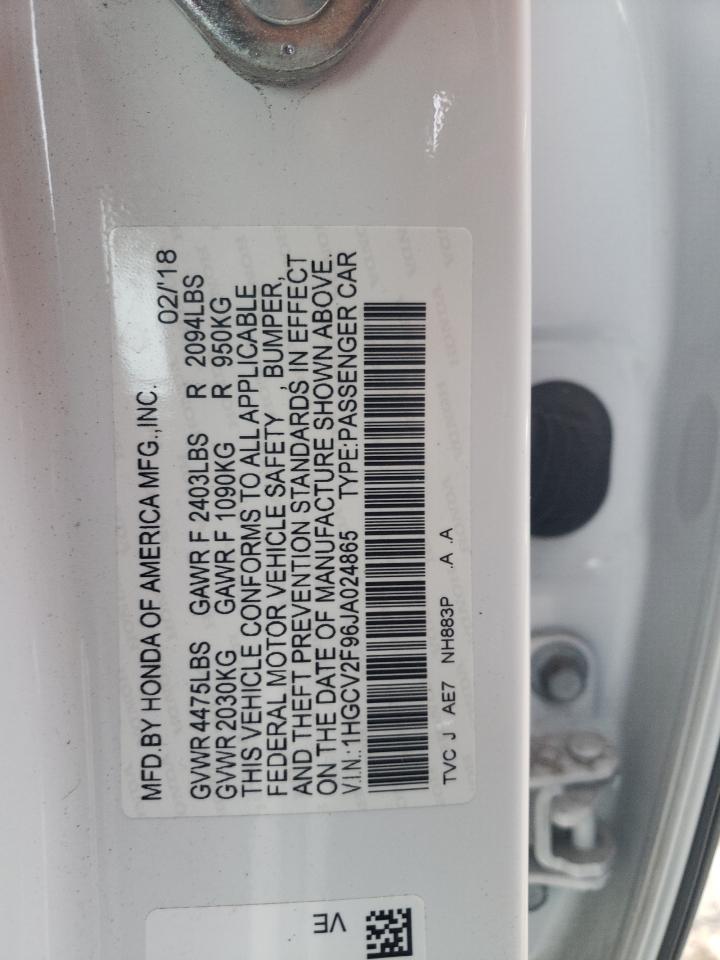 MFD.BY HONDA OF AMERICA MFG.,INC. 02/'18
GVWR 4475LBS GAWR F 2403LBS R 2094LBS
GVWR 2030KG GAWR F 1090KG R 950KG
THIS VEHICLE CONFORMS TO ALL APPLICABLE
FEDERAL MOTOR VEHICLE SAFETY , BUMPER,
AND THEFT PREVENTION STANDARDS IN EFFECT
ON THE DATE OF MANUFACTURE SHOWN ABOVE.
V.I.N.: 1HGCV2F96JA024865 TYPE:PASSENGER CAR
TVC J AE7 NH883P .A .A
VE